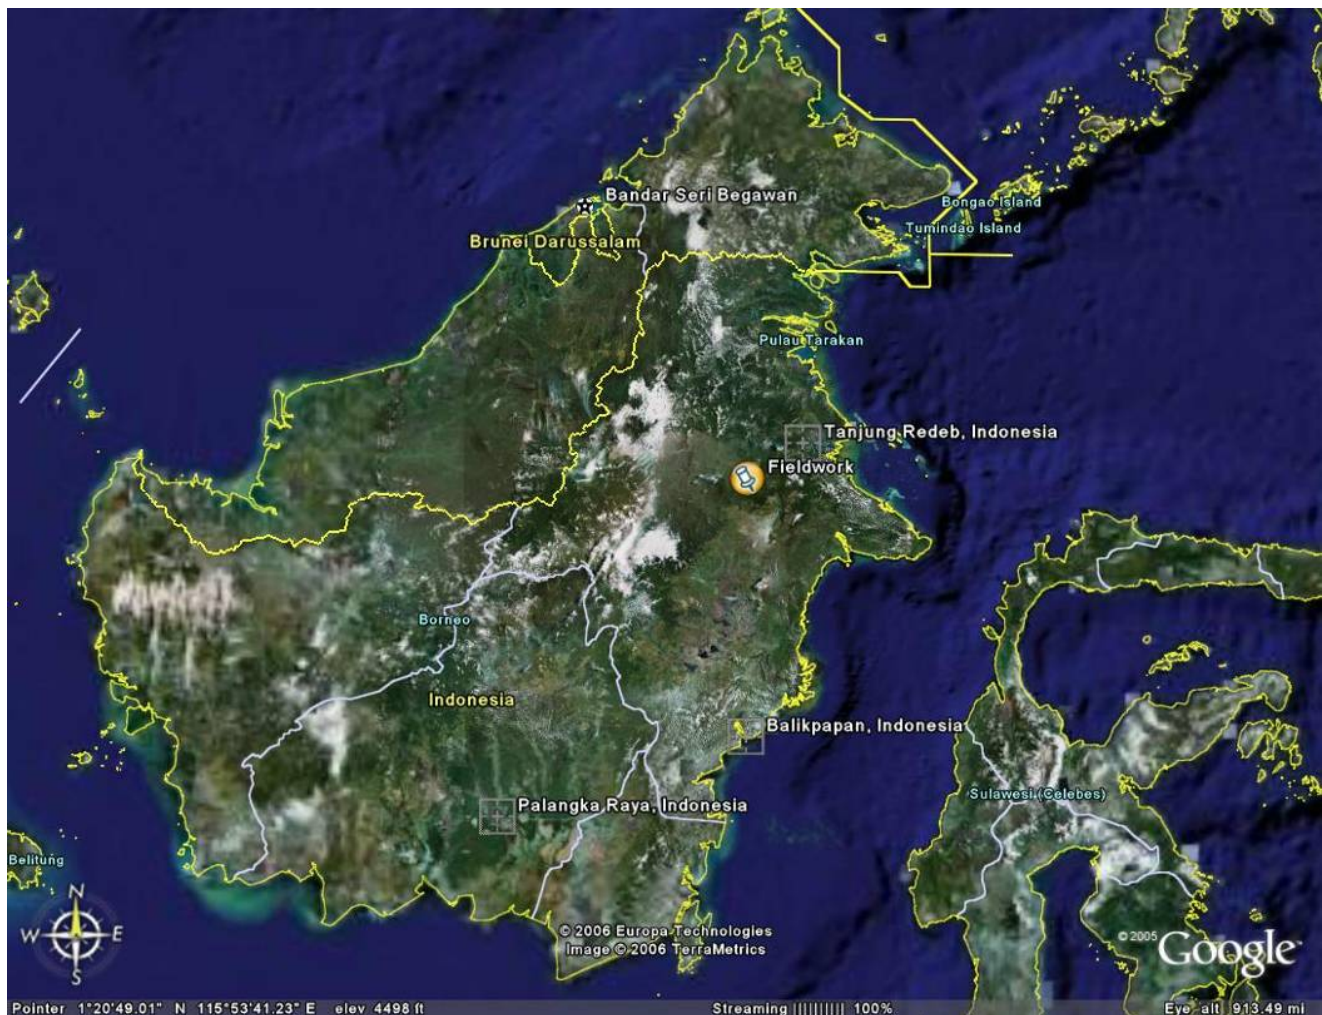 Bandar Seri Begawan
Bongao Island
Tumindao Island
Brunei Darussalam
Pulau Tarakan
Tanjung Redeb, Indonesia
Fieldwork
Borneo
Indonesia
Balikpapan, Indonesia
Sulawesi (Celebes)
Palangka Raya, Indonesia
Belitung
N
W E
S
© 2006 Europa Technologies
Image © 2006 TerraMetrics
© 2005 Google™
Pointer 1°20'49.01" N 115°53'41.23" E elev 4498 ft Streaming |||||||||| 100% Eye alt 913.49 mi